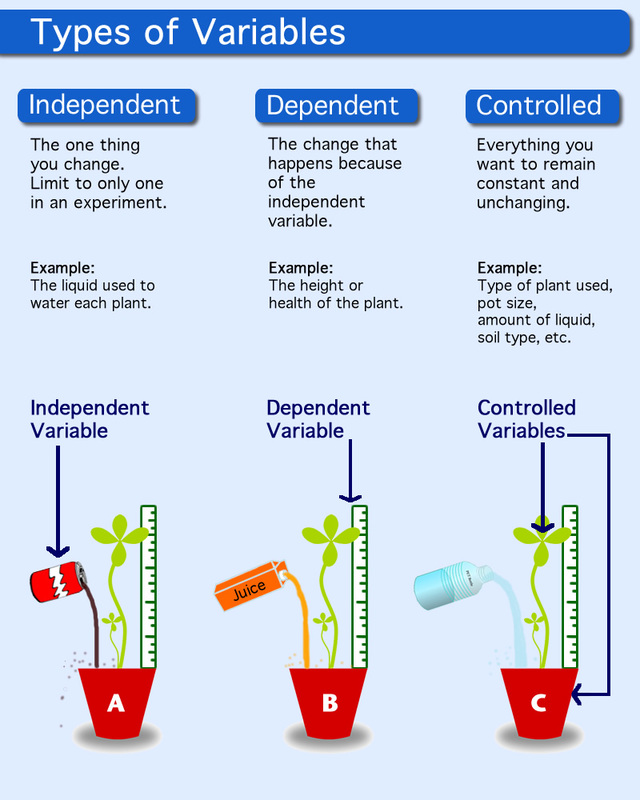 Types of Variables
Independent
The one thing
you change.
Limit to only one
in an experiment.
Example:
The liquid used to
water each plant.
Dependent
The change that
happens because
of the
independent
variable.
Example:
The height or
health of the plant.
Controlled
Everything you
want to remain
constant and
unchanging.
Example:
Type of plant used,
pot size,
amount of liquid,
soil type, etc.
Independent
Variable
Dependent
Variable
Controlled
Variables
Juice
A
B
C